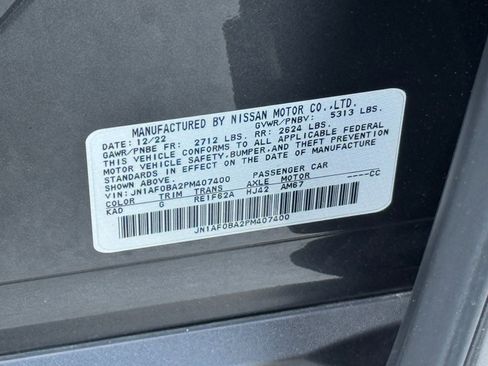 MANUFACTURED BY NISSAN MOTOR CO.,LTD.
DATE: 12/22 GVWR/PNBV: 5313 LBS.
GAWR/PNBE FR: 2712 LBS. RR: 2624 LBS.
THIS VEHICLE CONFORMS TO ALL APPLICABLE FEDERAL
MOTOR VEHICLE SAFETY,BUMPER, AND THEFT PREVENTION
STANDARDS IN EFFECT ON THE DATE OF MANUFACTURE
SHOWN ABOVE.
VIN: JN1AF0BA2PM407400 PASSENGER CAR
COLOR TRIM TRANS AXLE MOTOR -----CC
KAD G RE1F62A HJ42 AM67
JN1AF0BA2PM407400